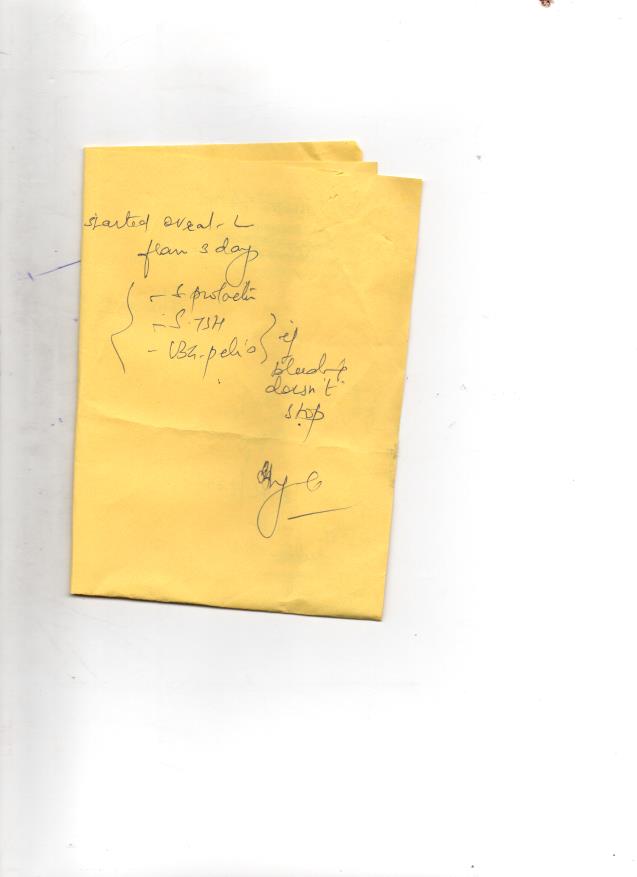 started ovral-L
from 3 day
- S prolactin
- S. TSH
- USG-pelvis
if
bleeding
doesn't
stop